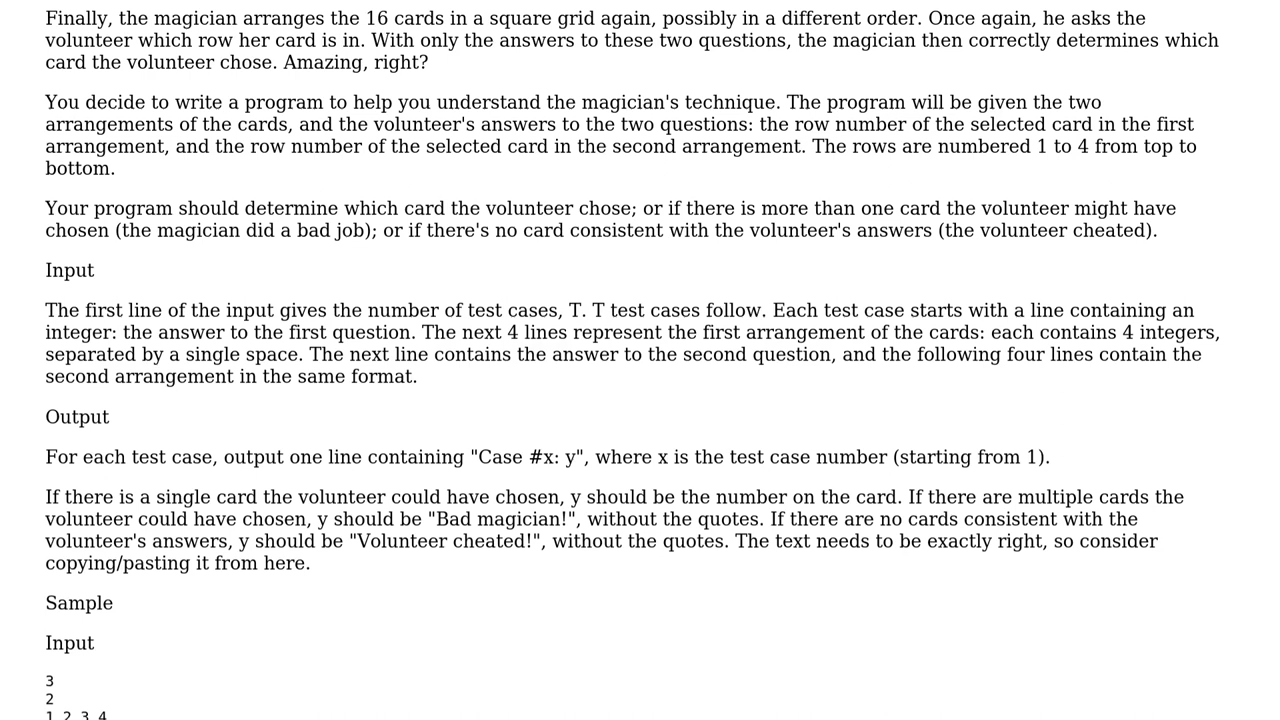 Finally, the magician arranges the 16 cards in a square grid again, possibly in a different order. Once again, he asks the
volunteer which row her card is in. With only the answers to these two questions, the magician then correctly determines which
card the volunteer chose. Amazing, right?
You decide to write a program to help you understand the magician's technique. The program will be given the two
arrangements of the cards, and the volunteer's answers to the two questions: the row number of the selected card in the first
arrangement, and the row number of the selected card in the second arrangement. The rows are numbered 1 to 4 from top to
bottom.
Your program should determine which card the volunteer chose; or if there is more than one card the volunteer might have
chosen (the magician did a bad job); or if there's no card consistent with the volunteer's answers (the volunteer cheated).
Input
The first line of the input gives the number of test cases, T. T test cases follow. Each test case starts with a line containing an
integer: the answer to the first question. The next 4 lines represent the first arrangement of the cards: each contains 4 integers,
separated by a single space. The next line contains the answer to the second question, and the following four lines contain the
second arrangement in the same format.
Output
For each test case, output one line containing "Case #x: y", where x is the test case number (starting from 1).
If there is a single card the volunteer could have chosen, y should be the number on the card. If there are multiple cards the
volunteer could have chosen, y should be "Bad magician!", without the quotes. If there are no cards consistent with the
volunteer's answers, y should be "Volunteer cheated!", without the quotes. The text needs to be exactly right, so consider
copying/pasting it from here.
Sample
Input
3
2
1 2 3 4